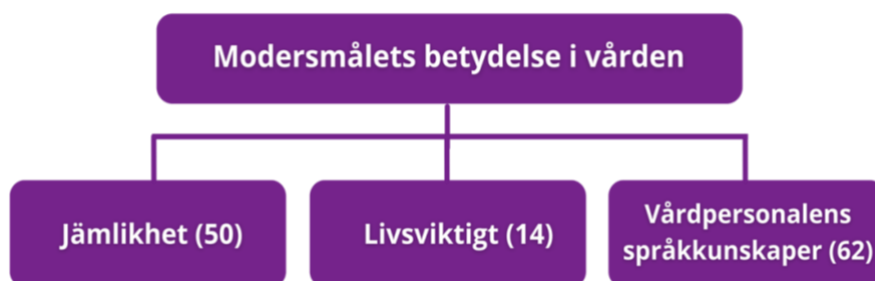 Modersmålets betydelse i vården
Jämlikhet (50)
Livsviktigt (14)
Vårdpersonalens
språkkunskaper (62)